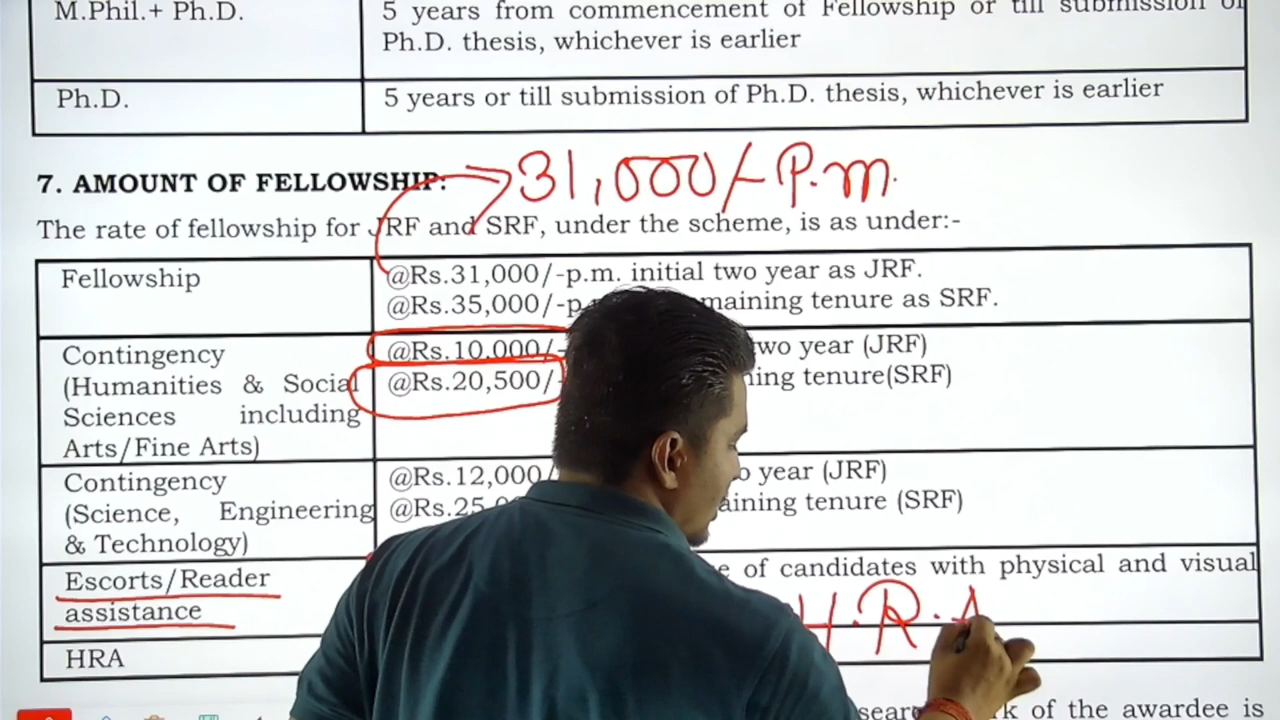 M.Phil.+ Ph.D.
5 years from commencement of Fellowship or till submission of
Ph.D. thesis, whichever is earlier
Ph.D.
5 years or till submission of Ph.D. thesis, whichever is earlier
31,000/- P.m.
7. AMOUNT OF FELLOWSHIP:
The rate of fellowship for JRF and SRF, under the scheme, is as under:-
Fellowship
@Rs.31,000/-p.m. initial two year as JRF.
@Rs.35,000/-p maining tenure as SRF.
Contingency
(Humanities & Social
Sciences including
Arts/Fine Arts)
@Rs.10,000/- two year (JRF)
@Rs.20,500/ ning tenure(SRF)
Contingency
(Science, Engineering
& Technology)
@Rs.12,000/ o year (JRF)
@Rs.25,0 aining tenure (SRF)
Escorts/Reader
assistance
of candidates with physical and visual
H.R.A
HRA
of the awardee is